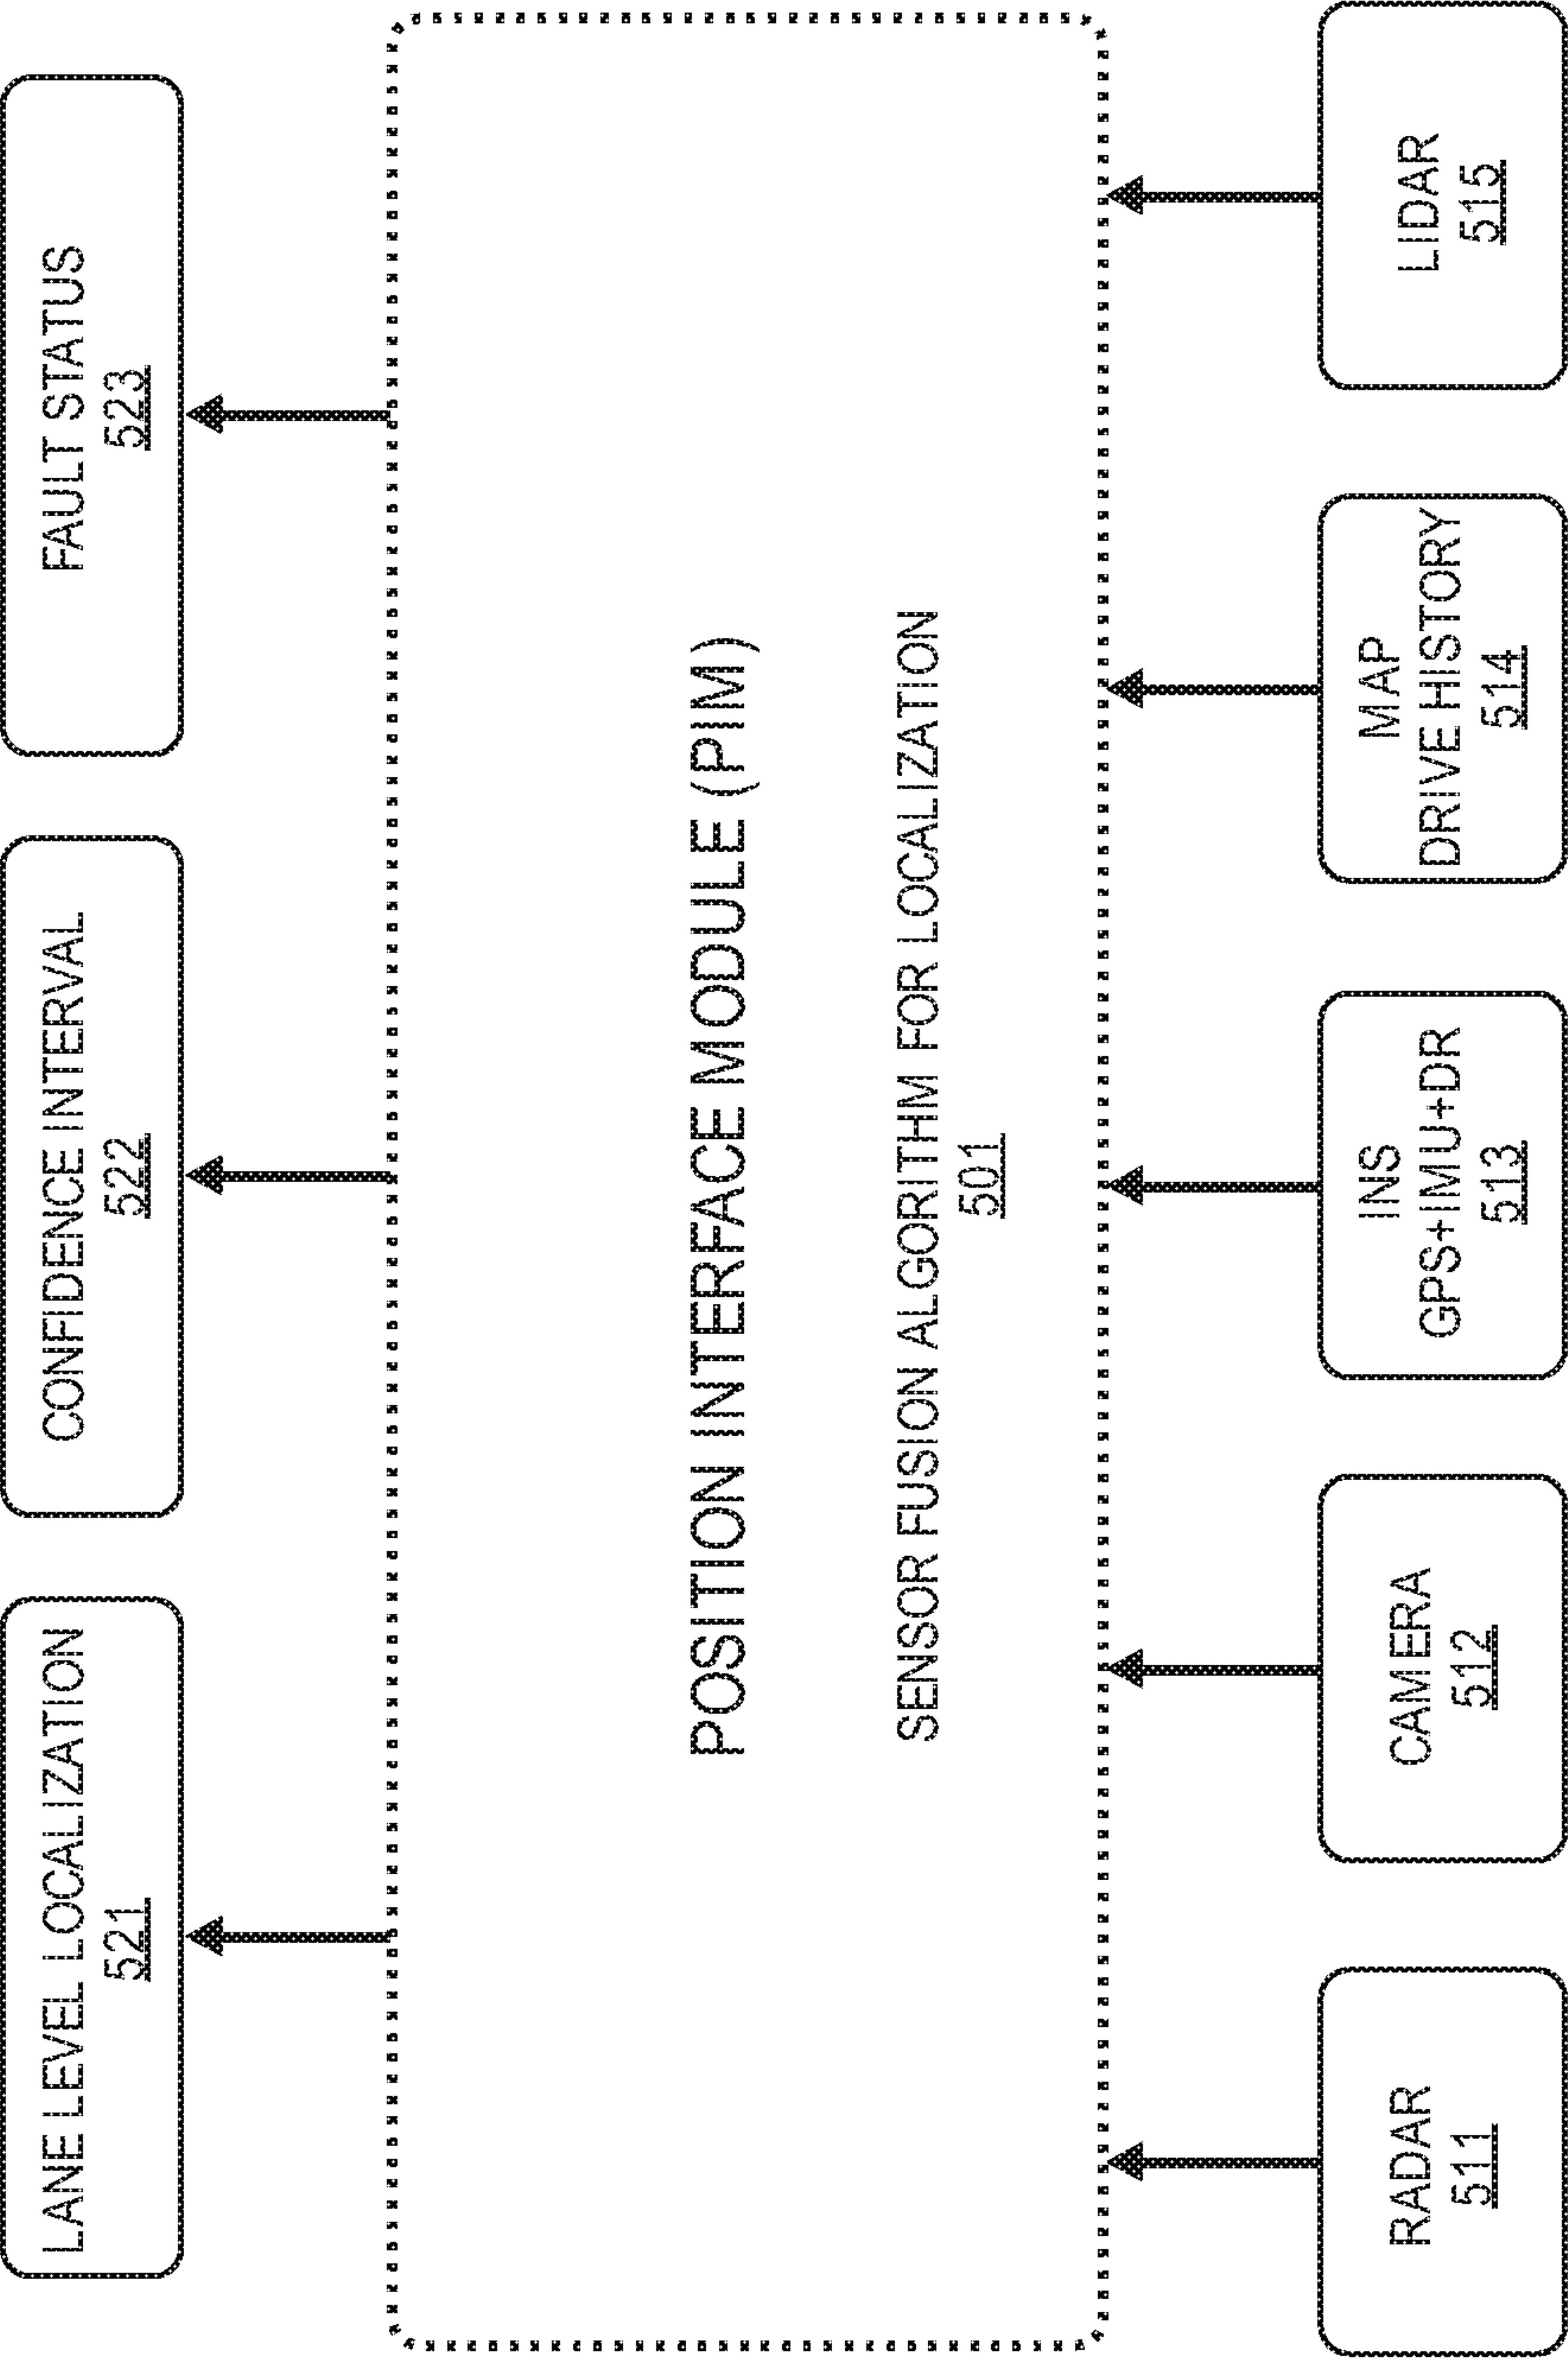 LANE LEVEL LOCALIZATION
521
CONFIDENCE INTERVAL
522
FAULT STATUS
523
POSITION INTERFACE MODULE (PIM)
SENSOR FUSION ALGORITHM FOR LOCALIZATION
501
RADAR
511
CAMERA
512
INS
GPS+IMU+DR
513
MAP
DRIVE HISTORY
514
LIDAR
515